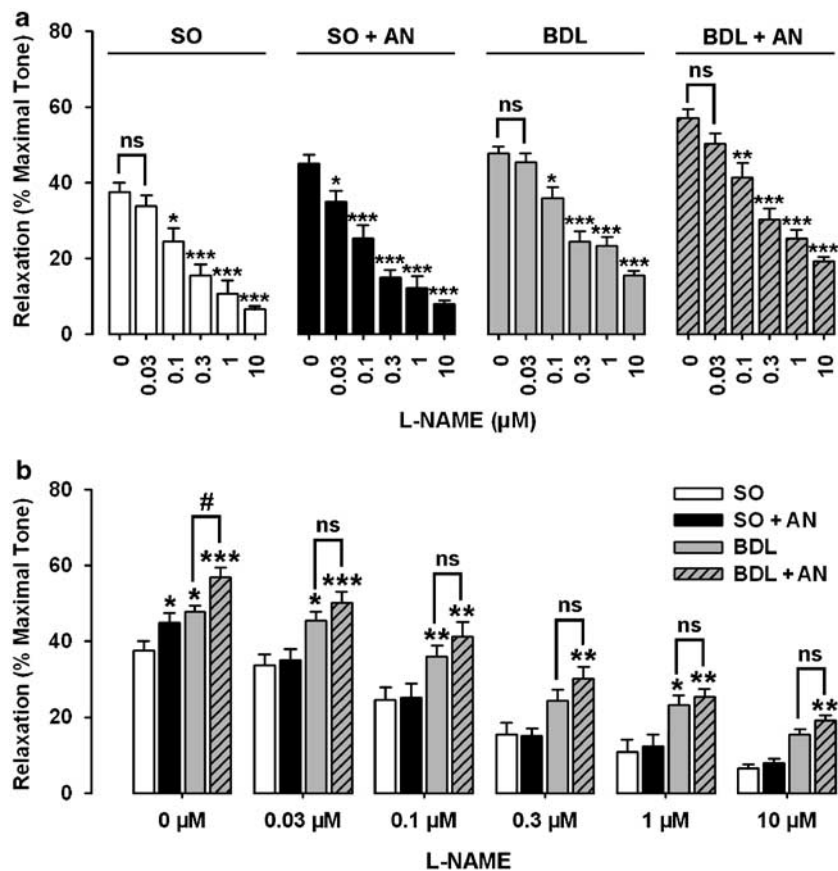 a
Relaxation (% Maximal Tone)
80
60
40
20
0
SO
SO + AN
BDL
BDL + AN
ns
*
***
***
***
*
***
***
***
***
ns
*
***
***
***
ns
**
***
***
***
0
0.03
0.1
0.3
1
10
0
0.03
0.1
0.3
1
10
0
0.03
0.1
0.3
1
10
0
0.03
0.1
0.3
1
10
L-NAME (µM)
b
Relaxation (% Maximal Tone)
80
60
40
20
0
SO
SO + AN
BDL
BDL + AN
#
*
*
***
ns
*
***
ns
**
**
ns
**
ns
*
**
ns
**
0 µM
0.03 µM
0.1 µM
0.3 µM
1 µM
10 µM
L-NAME